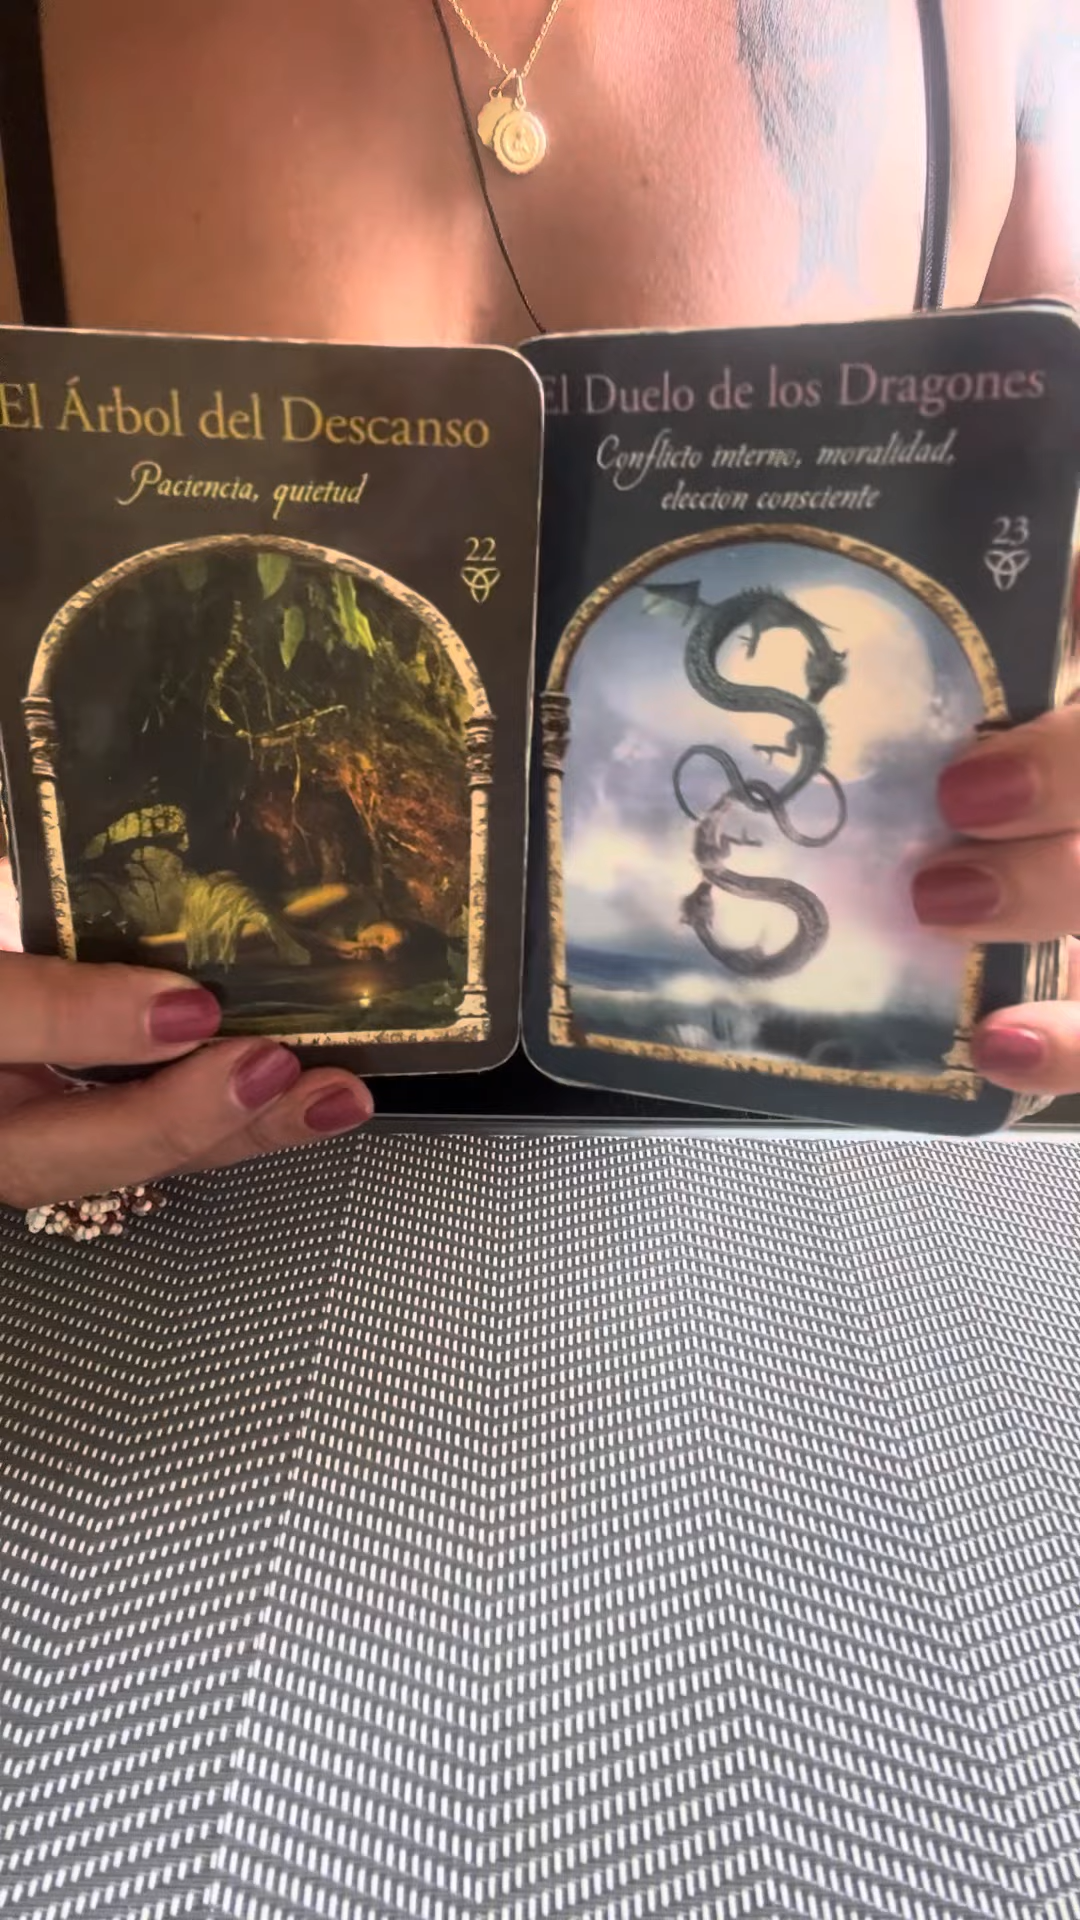 El Árbol del Descanso
Paciencia, quietud
22
El Duelo de los Dragones
Conflicto interno, moralidad,
eleccion consciente
23